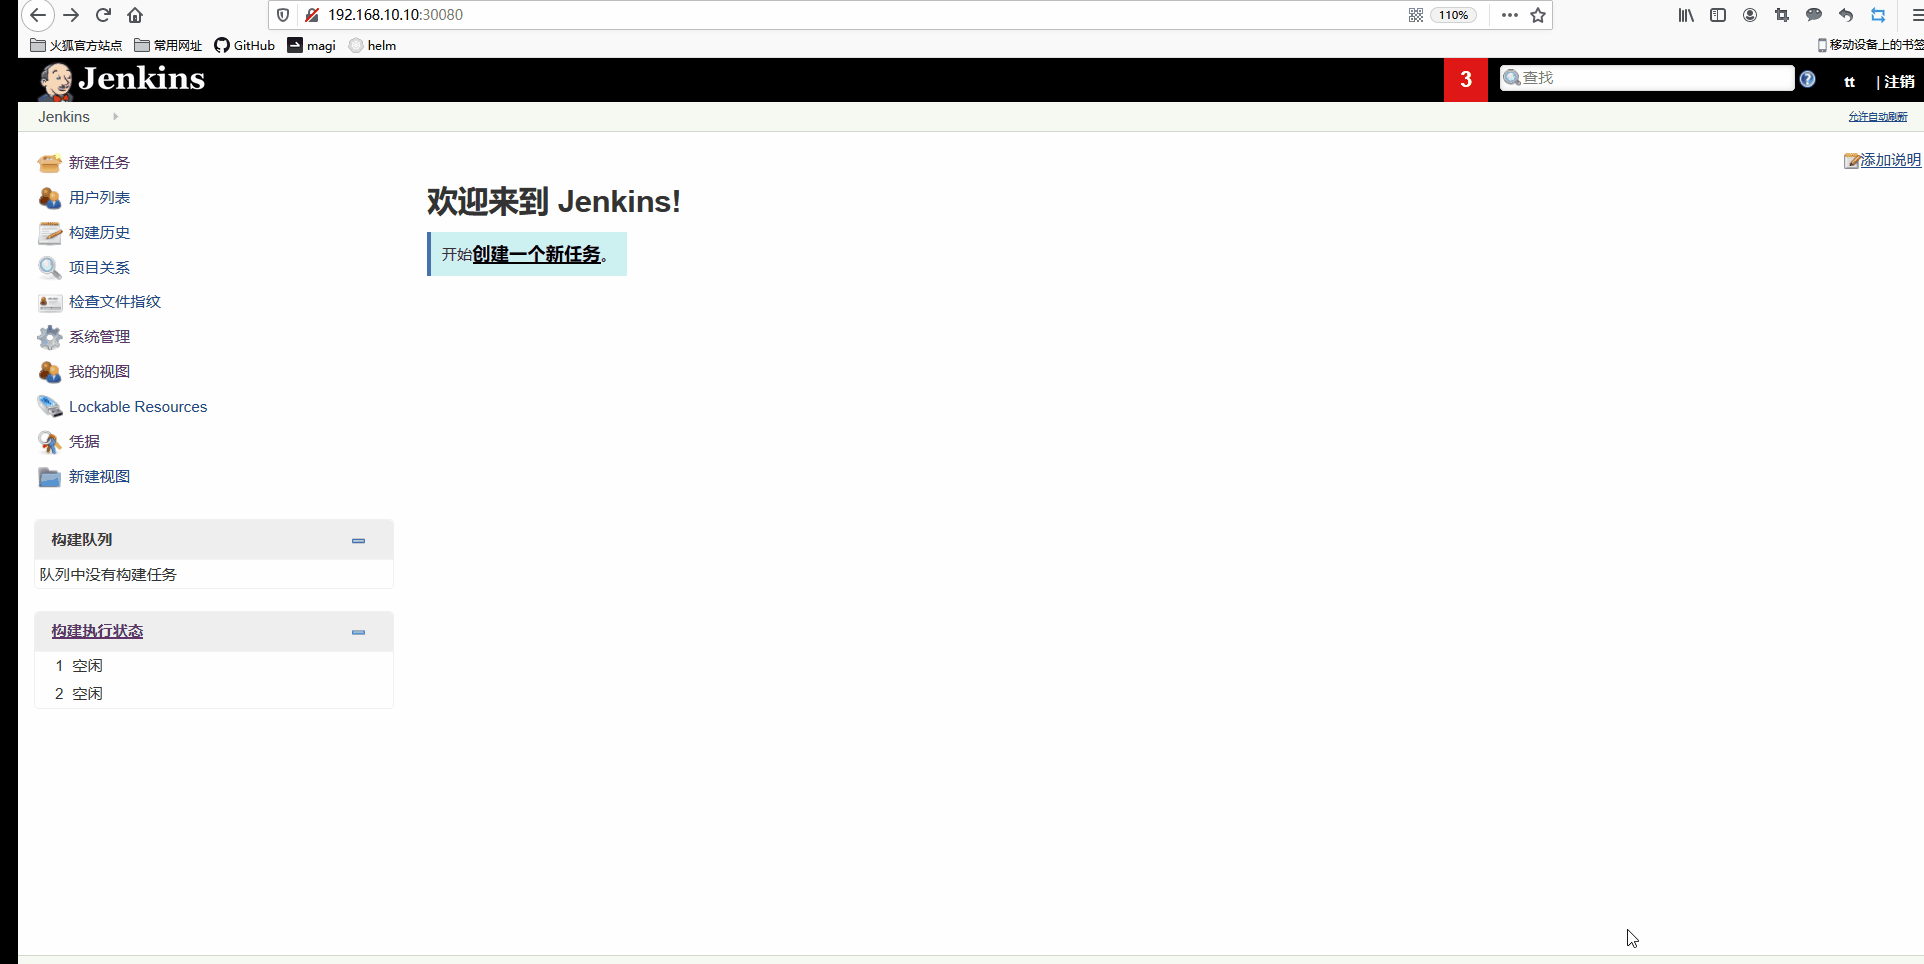 192.168.10.10:30080
110%
火狐官方站点 常用网址 GitHub magi helm 移动设备上的书签
Jenkins 3 查找 tt | 注销
Jenkins 允许自动刷新
新建任务 添加说明
用户列表
欢迎来到 Jenkins!
构建历史
开始创建一个新任务。
项目关系
检查文件指纹
系统管理
我的视图
Lockable Resources
凭据
新建视图
构建队列
队列中没有构建任务
构建执行状态
1 空闲
2 空闲